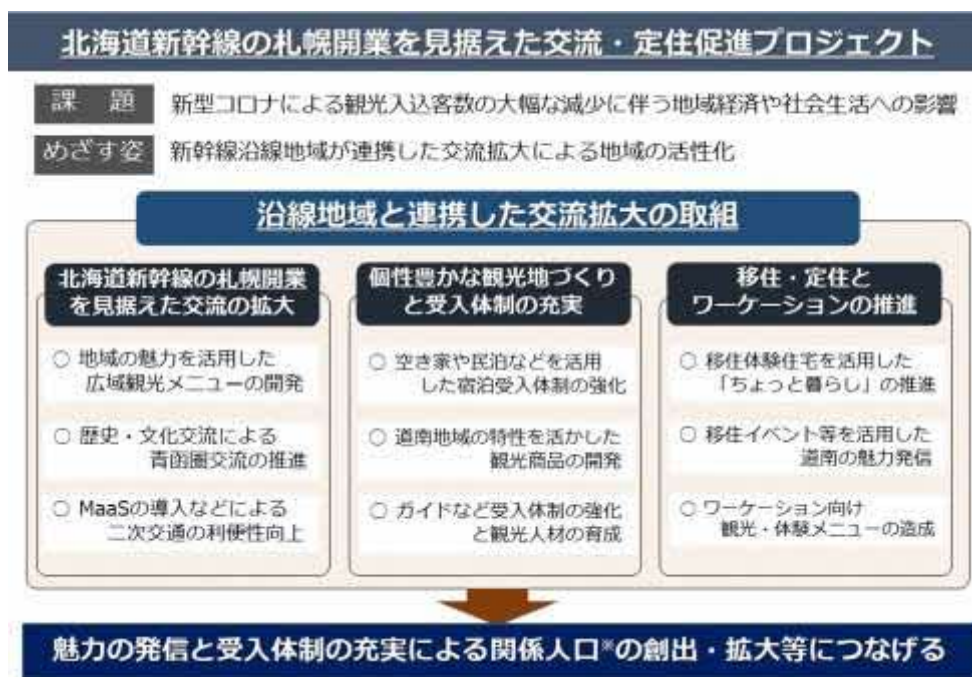 北海道新幹線の札幌開業を見据えた交流・定住促進プロジェクト
課 題 新型コロナによる観光入込客数の大幅な減少に伴う地域経済や社会生活への影響
めざす姿 新幹線沿線地域が連携した交流拡大による地域の活性化
沿線地域と連携した交流拡大の取組
北海道新幹線の札幌開業
を見据えた交流の拡大
○ 地域の魅力を活用した
広域観光メニューの開発
○ 歴史・文化交流による
青函圏交流の推進
○ MaaSの導入などによる
二次交通の利便性向上
個性豊かな観光地づくり
と受入体制の充実
○ 空き家や民泊などを活用
した宿泊受入体制の強化
○ 道南地域の特性を活かした
観光商品の開発
○ ガイドなど受入体制の強化
と観光人材の育成
移住・定住と
ワーケーションの推進
○ 移住体験住宅を活用した
「ちょっと暮らし」の推進
○ 移住イベント等を活用した
道南の魅力発信
○ ワーケーション向け
観光・体験メニューの造成
魅力の発信と受入体制の充実による関係人口※の創出・拡大等につなげる